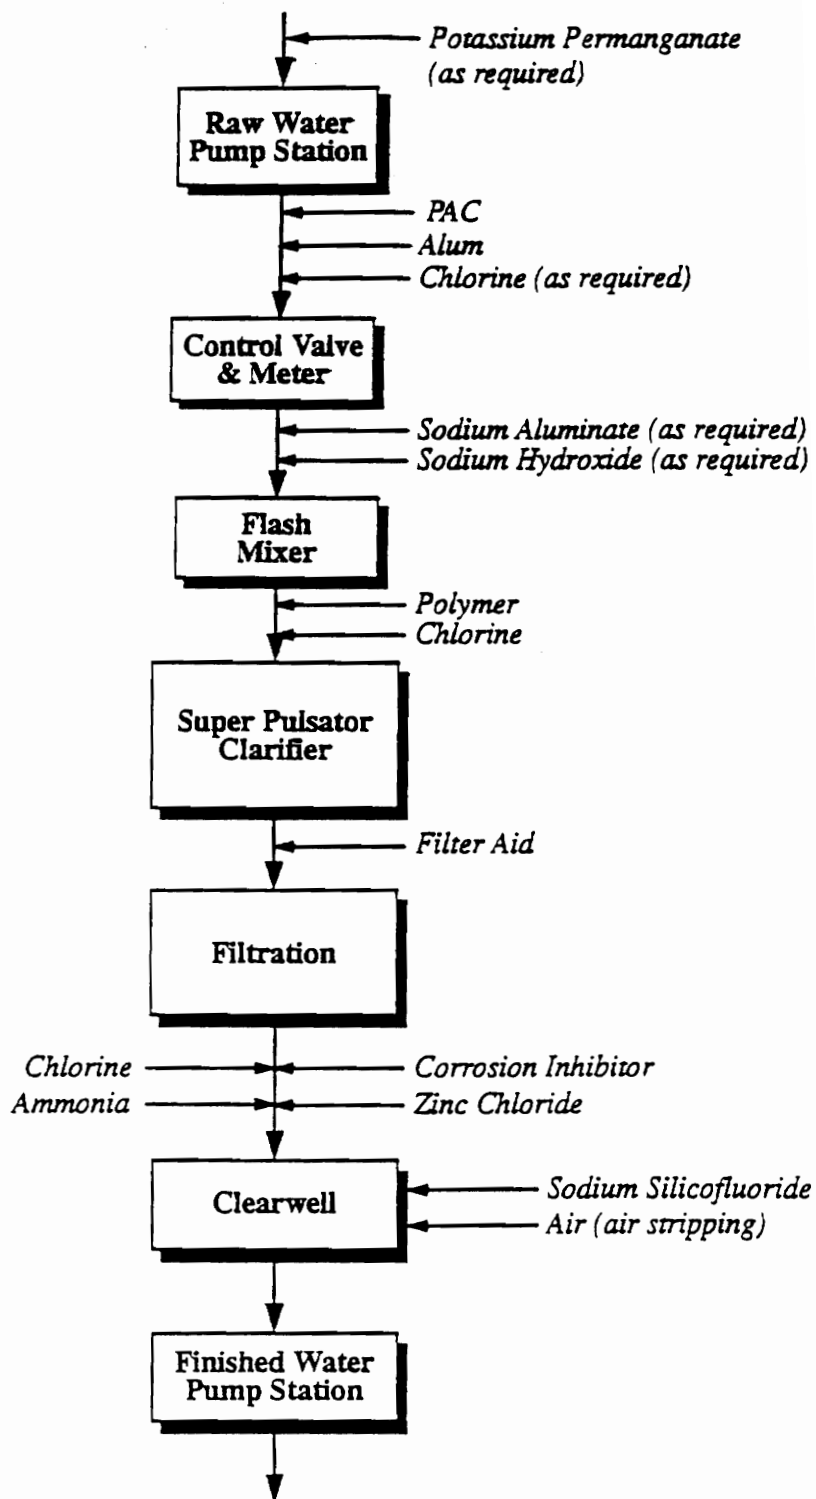 Potassium Permanganate
(as required)
Raw Water
Pump Station
PAC
Alum
Chlorine (as required)
Control Valve
& Meter
Sodium Aluminate (as required)
Sodium Hydroxide (as required)
Flash
Mixer
Polymer
Chlorine
Super Pulsator
Clarifier
Filter Aid
Filtration
Chlorine
Corrosion Inhibitor
Ammonia
Zinc Chloride
Clearwell
Sodium Silicofluoride
Air (air stripping)
Finished Water
Pump Station